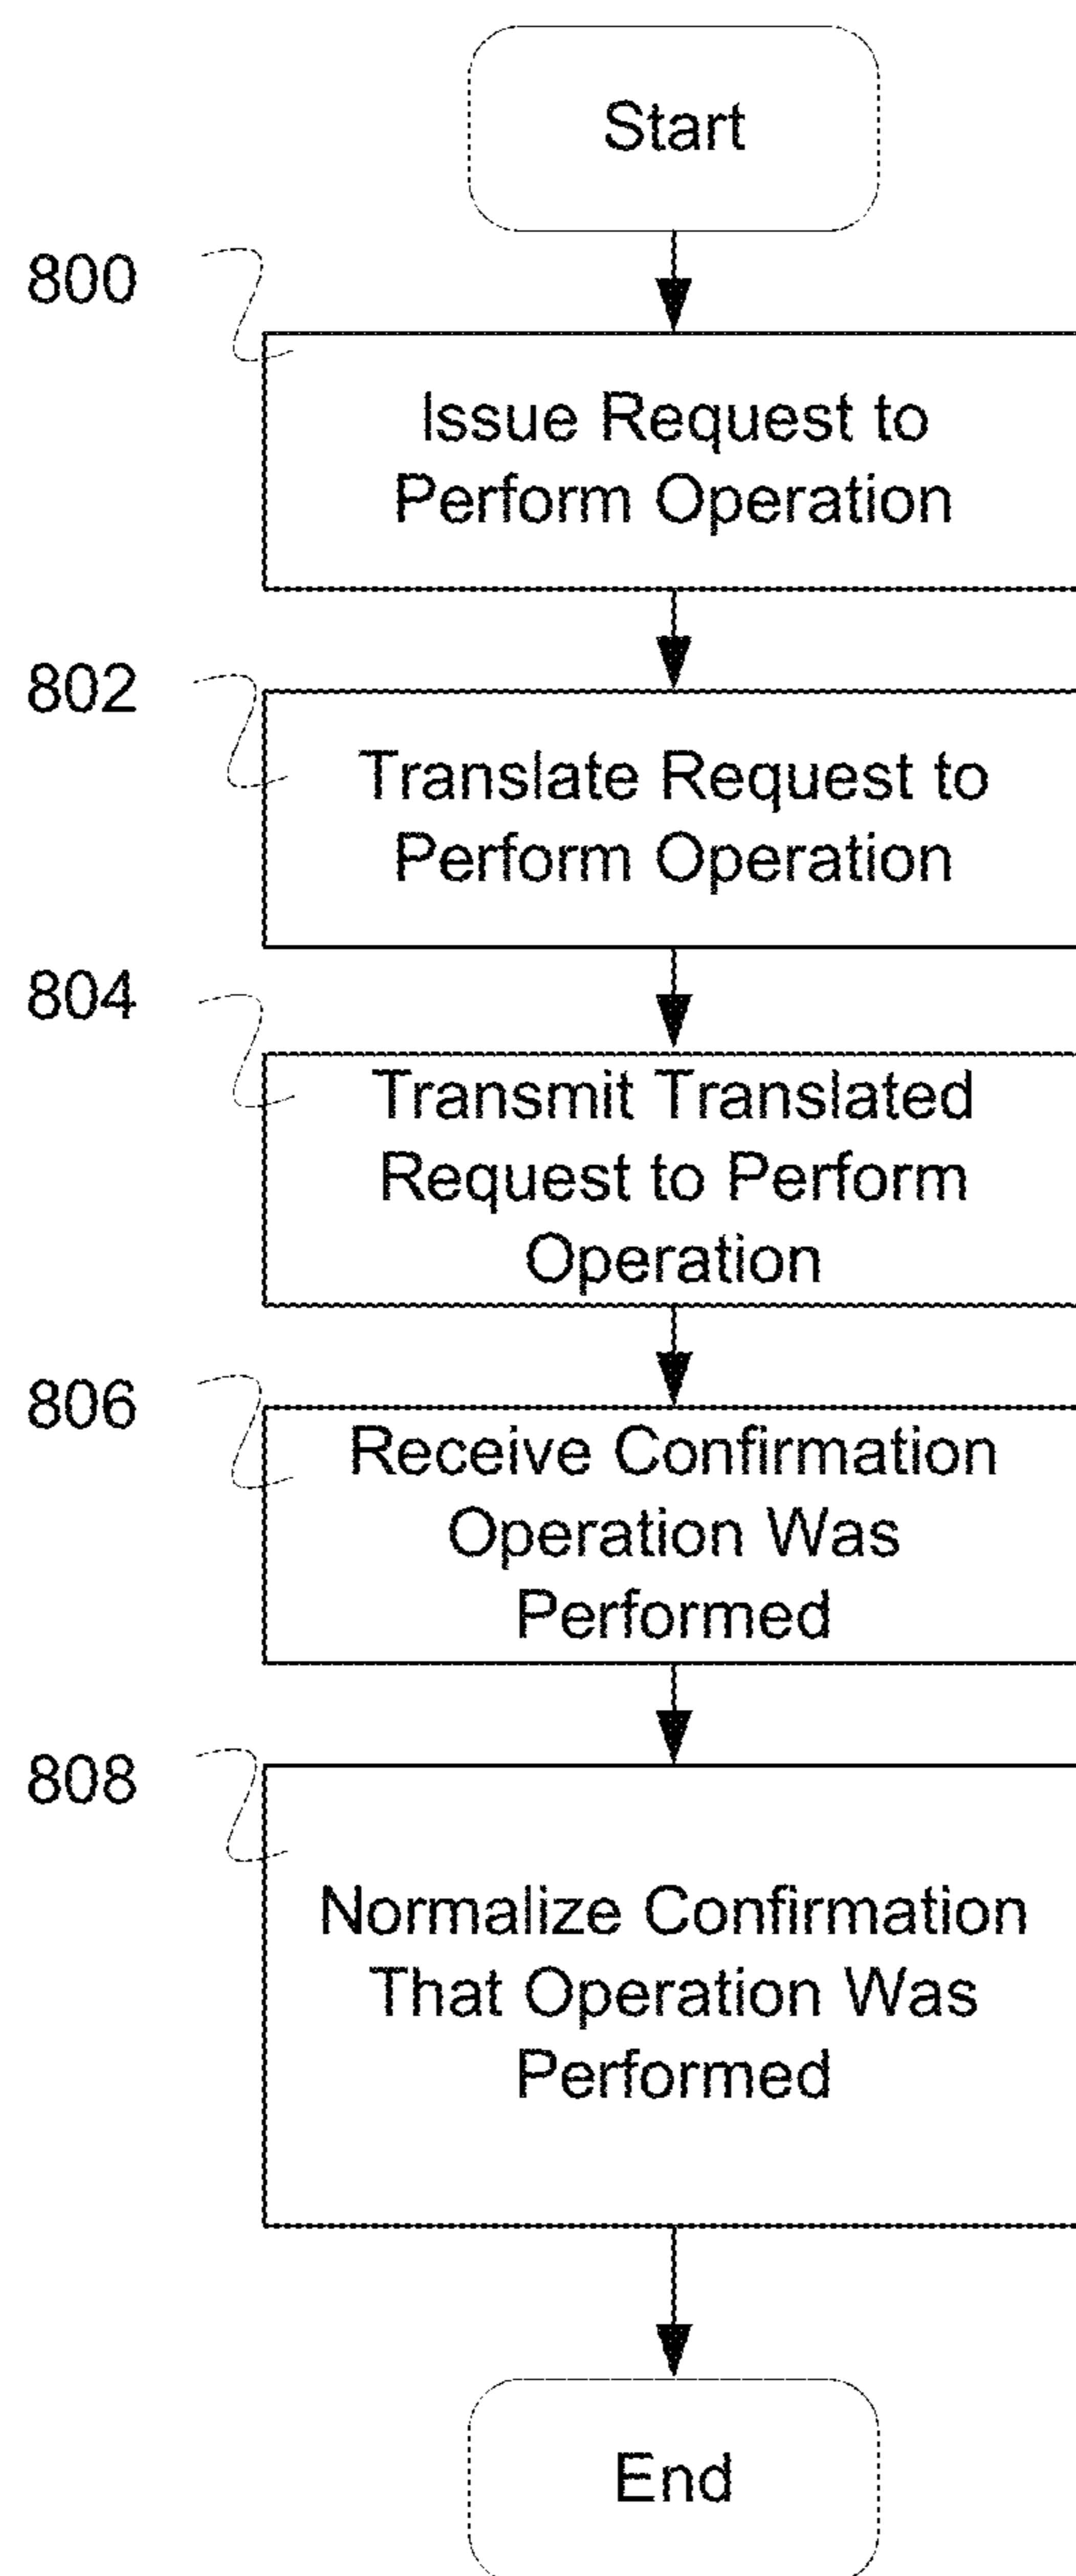 Start
800
Issue Request to
Perform Operation
802
Translate Request to
Perform Operation
804
Transmit Translated
Request to Perform
Operation
806
Receive Confirmation
Operation Was
Performed
808
Normalize Confirmation
That Operation Was
Performed
End